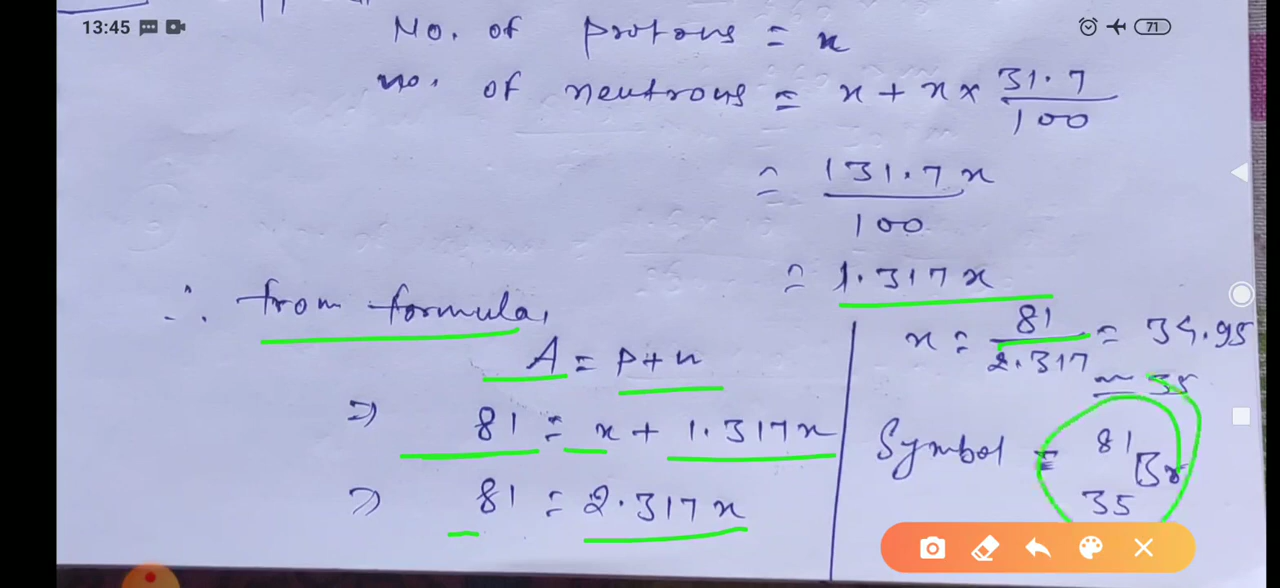 13:45
71
No. of protons = x
no. of neutrons = x + x × 31.7/100
= 131.7x/100
= 1.317x
∴ from formula,
A = p+n
⇒ 81 = x + 1.317x
⇒ 81 = 2.317x
x = 81/2.317 = 34.95
≃ 35
Symbol = 81 Br 35